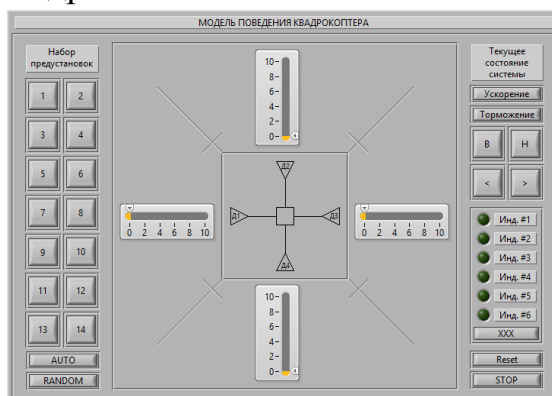 МОДЕЛЬ ПОВЕДЕНИЯ КВАДРОКОПТЕРА
Набор
предустановок
1 2
3 4
5 6
7 8
9 10
11 12
13 14
AUTO
RANDOM
10
8
6
4
2
0
Д2
Д1
Д3
Д4
0 2 4 6 8 10
0 2 4 6 8 10
10
8
6
4
2
0
Текущее
состояние
системы
Ускорение
Торможение
В Н
< >
Инд. #1
Инд. #2
Инд. #3
Инд. #4
Инд. #5
Инд. #6
XXX
Reset
STOP